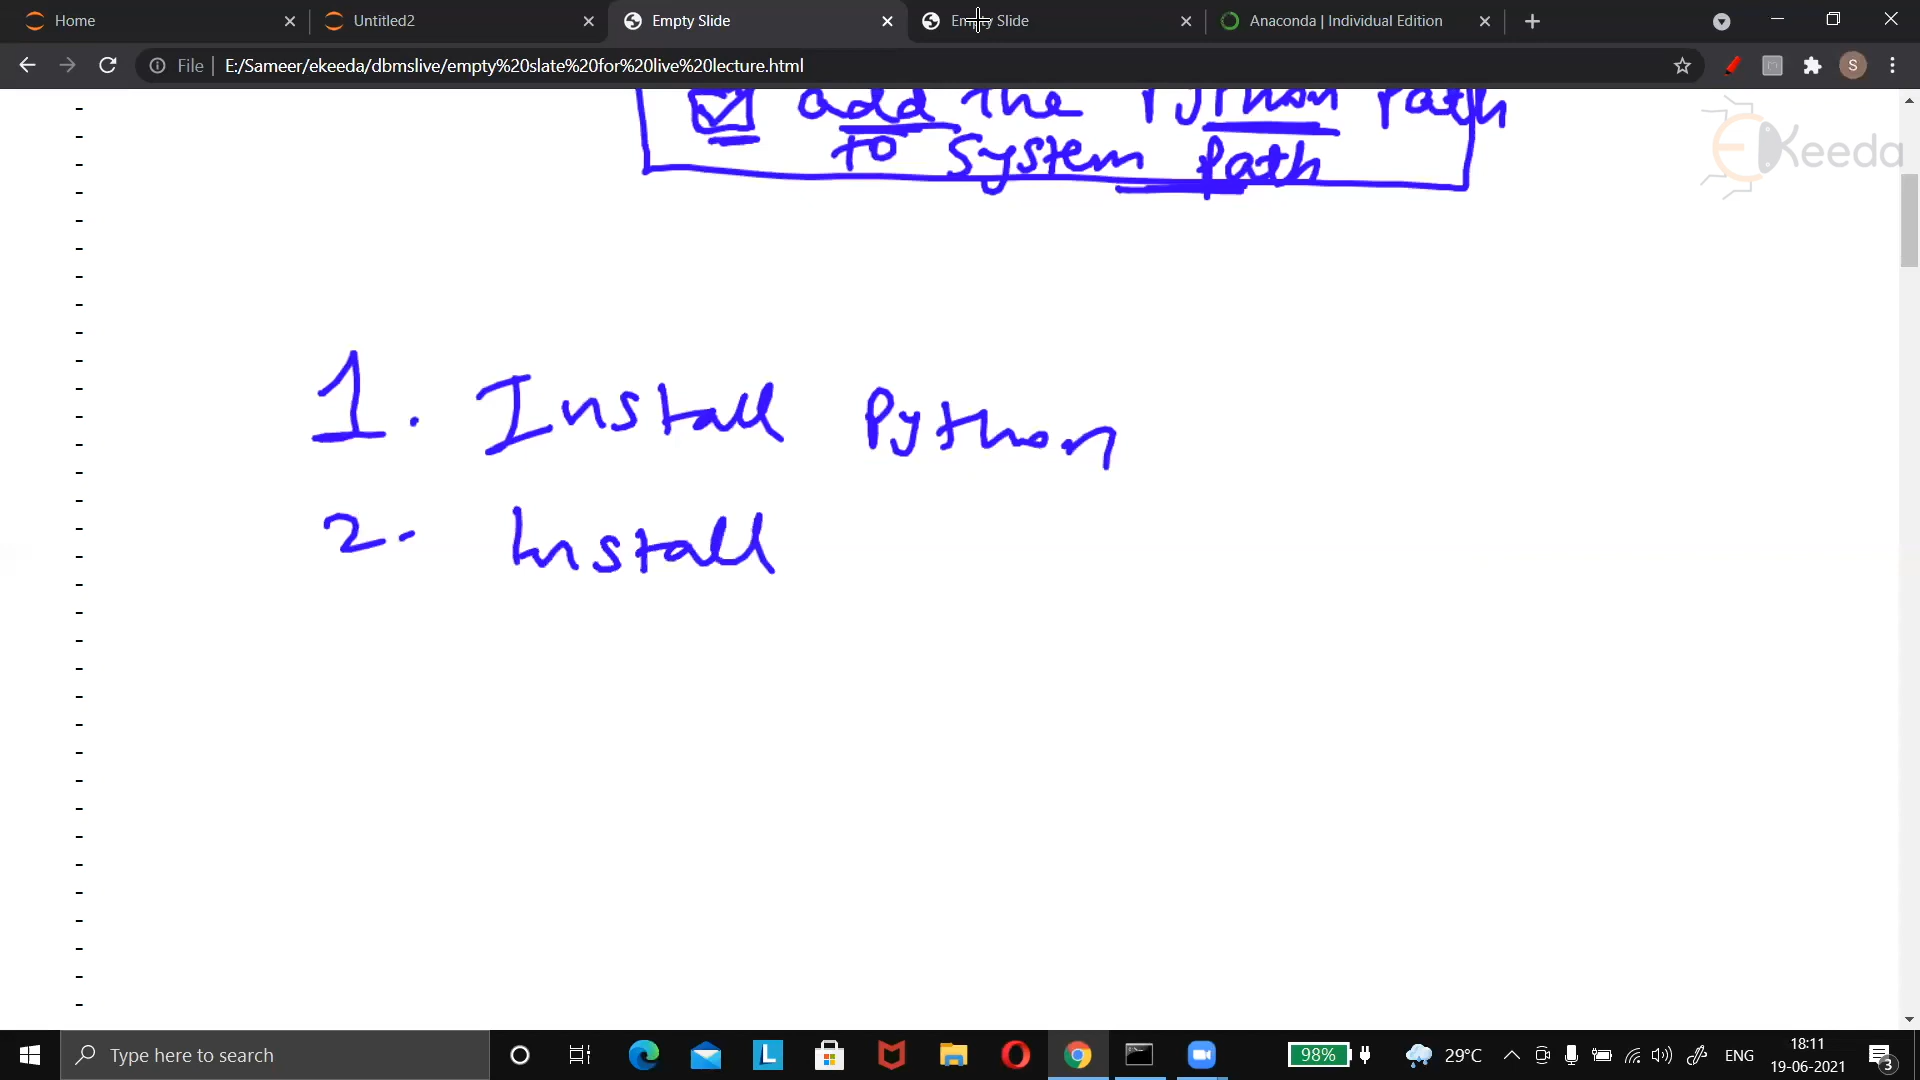 Home
Untitled2
Empty Slide
Empty Slide
Anaconda | Individual Edition
File
E:/Sameer/ekeeda/dbmslive/empty%20slate%20for%20live%20lecture.html
S
add the Python Path
to System Path
EKeeda
1. Install Python
2. Install
Type here to search
L
98%
29°C
ENG
18:11
19-06-2021
3